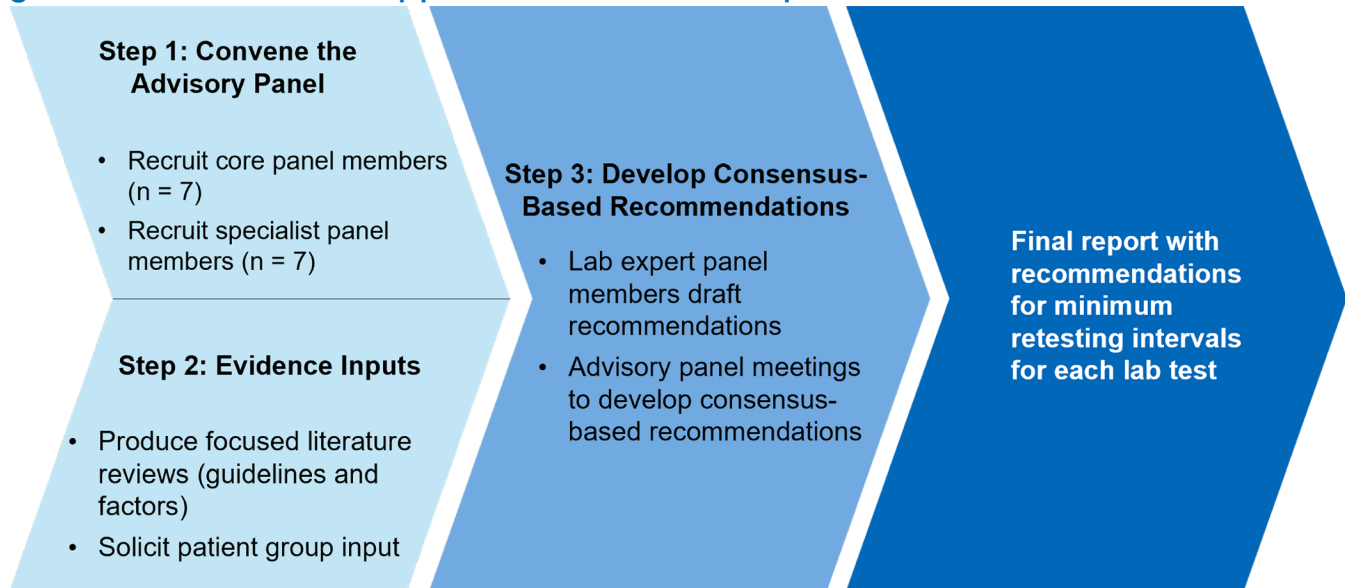 Step 1: Convene the
Advisory Panel
• Recruit core panel members
(n = 7)
• Recruit specialist panel
members (n = 7)
Step 2: Evidence Inputs
• Produce focused literature
reviews (guidelines and
factors)
• Solicit patient group input
Step 3: Develop Consensus-
Based Recommendations
• Lab expert panel
members draft
recommendations
• Advisory panel meetings
to develop consensus-
based recommendations
Final report with
recommendations
for minimum
retesting intervals
for each lab test